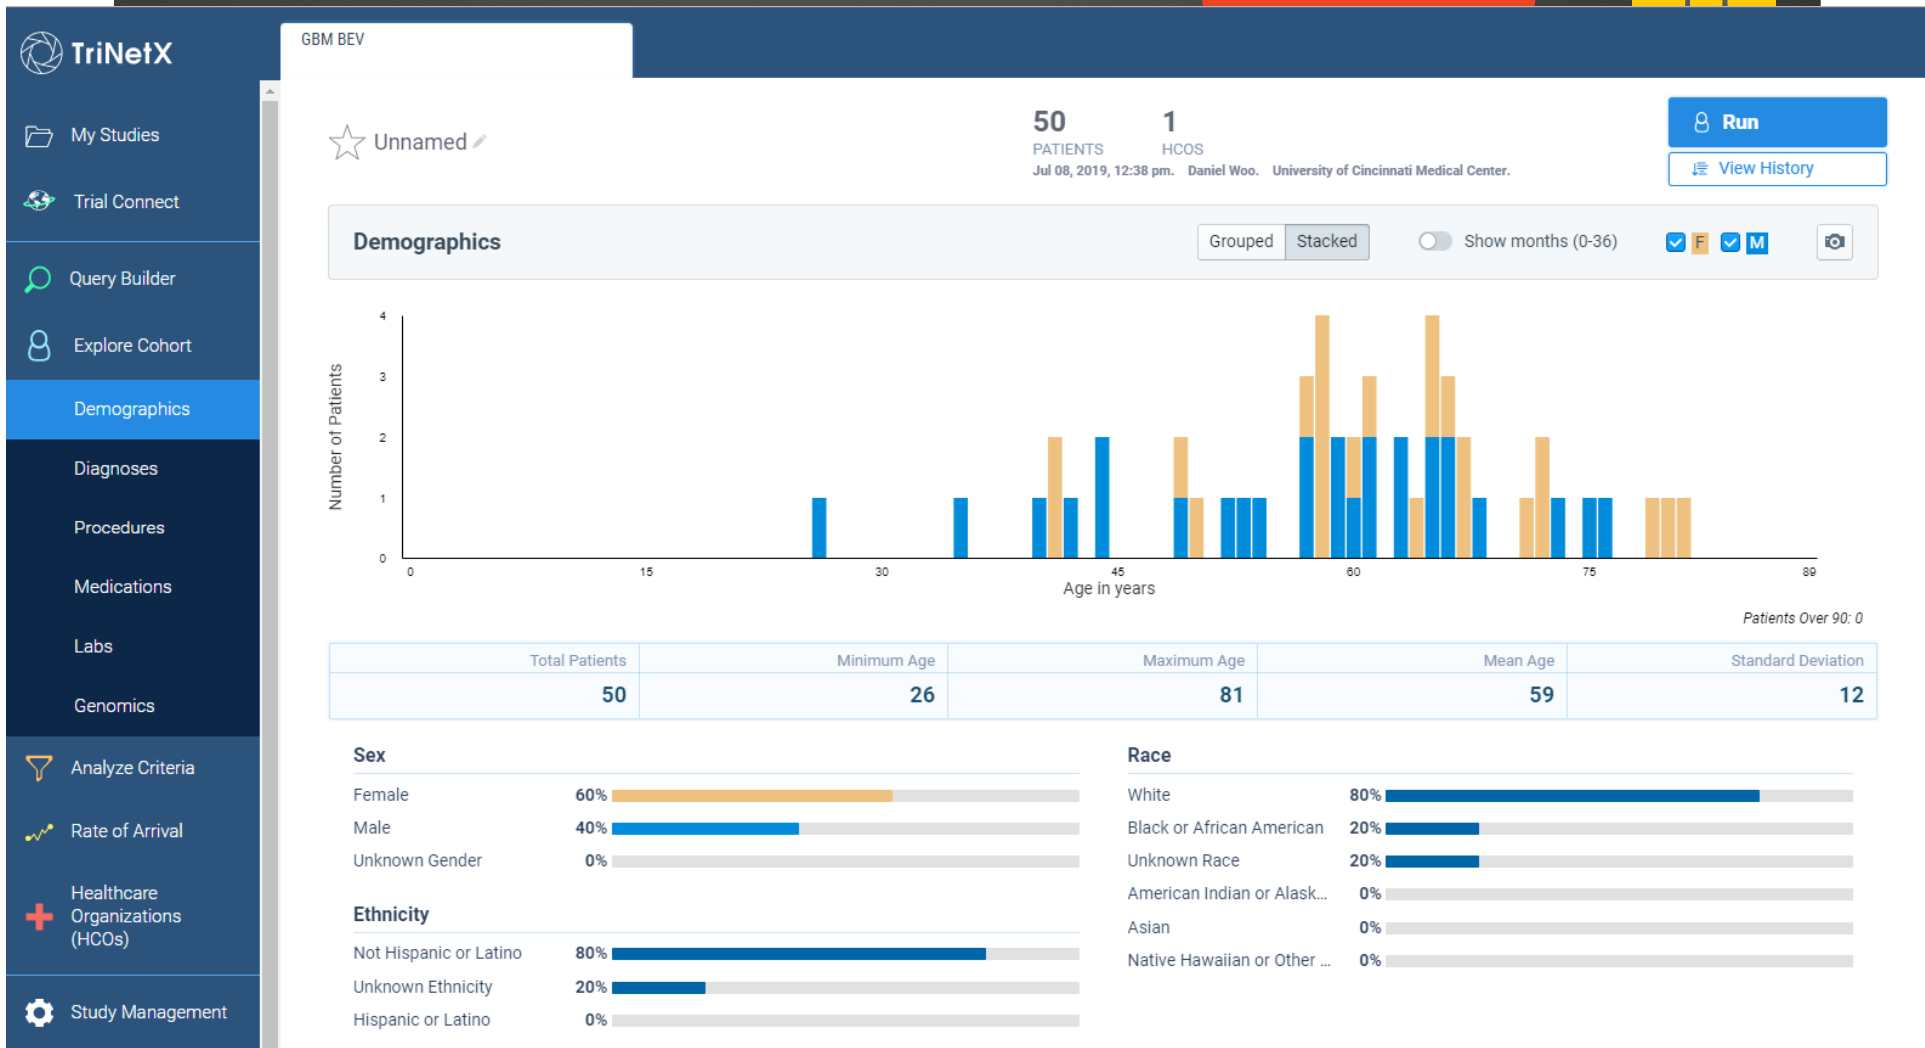 TriNetX
GBM BEV
My Studies
Trial Connect
Query Builder
Explore Cohort
Demographics
Diagnoses
Procedures
Medications
Labs
Genomics
Analyze Criteria
Rate of Arrival
Healthcare
Organizations
(HCOs)
Study Management
Unnamed
50 1
PATIENTS HCOS
Jul 08, 2019, 12:38 pm. Daniel Woo. University of Cincinnati Medical Center.
Run
View History
Demographics
Grouped Stacked Show months (0-36) F M
Number of Patients
4
3
2
1
0
0 15 30 45 60 75 89
Age in years
Patients Over 90: 0
Total Patients Minimum Age Maximum Age Mean Age Standard Deviation
50 26 81 59 12
Sex
Female 60%
Male 40%
Unknown Gender 0%
Ethnicity
Not Hispanic or Latino 80%
Unknown Ethnicity 20%
Hispanic or Latino 0%
Race
White 80%
Black or African American 20%
Unknown Race 20%
American Indian or Alask... 0%
Asian 0%
Native Hawaiian or Other ... 0%